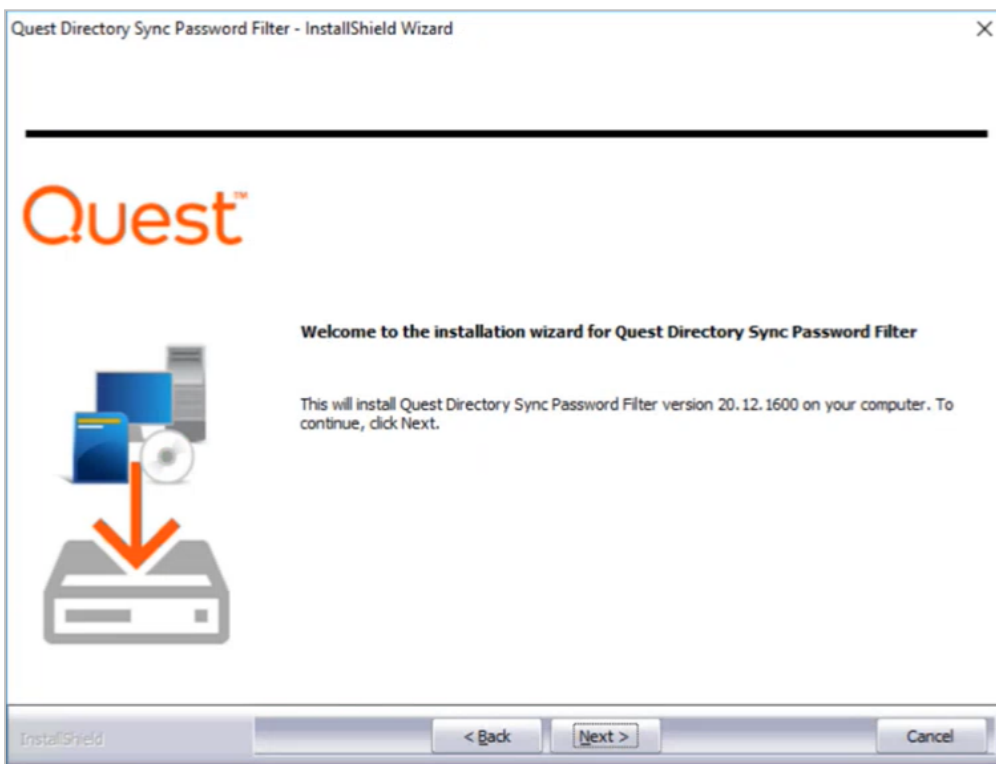 Quest Directory Sync Password Filter - InstallShield Wizard
Quest™
Welcome to the installation wizard for Quest Directory Sync Password Filter
This will install Quest Directory Sync Password Filter version 20.12.1600 on your computer. To
continue, click Next.
InstallShield
< Back
Next >
Cancel